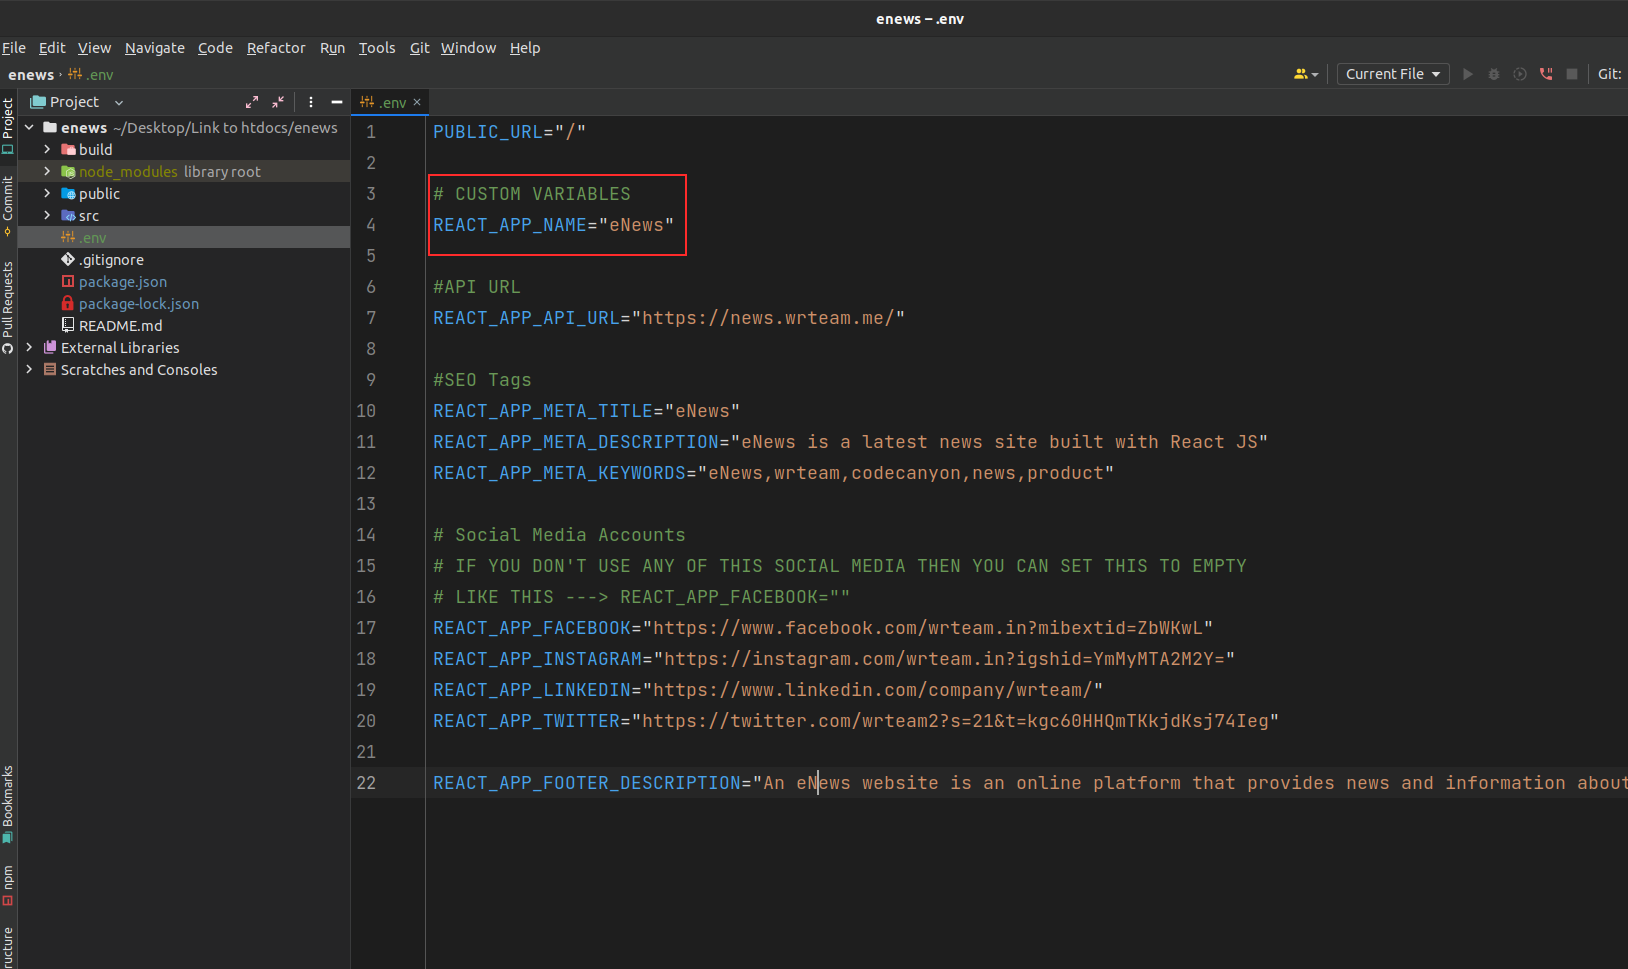 enews – .env
File Edit View Navigate Code Refactor Run Tools Git Window Help
enews › .env
Current File
Git:
Project
.env ×
Project
Commit
Pull Requests
Bookmarks
npm
ructure
enews ~/Desktop/Link to htdocs/enews
build
node_modules library root
public
src
.env
.gitignore
package.json
package-lock.json
README.md
External Libraries
Scratches and Consoles
1 PUBLIC_URL="/"
2
3 # CUSTOM VARIABLES
4 REACT_APP_NAME="eNews"
5
6 #API URL
7 REACT_APP_API_URL="https://news.wrteam.me/"
8
9 #SEO Tags
10 REACT_APP_META_TITLE="eNews"
11 REACT_APP_META_DESCRIPTION="eNews is a latest news site built with React JS"
12 REACT_APP_META_KEYWORDS="eNews,wrteam,codecanyon,news,product"
13
14 # Social Media Accounts
15 # IF YOU DON'T USE ANY OF THIS SOCIAL MEDIA THEN YOU CAN SET THIS TO EMPTY
16 # LIKE THIS ---> REACT_APP_FACEBOOK=""
17 REACT_APP_FACEBOOK="https://www.facebook.com/wrteam.in?mibextid=ZbWKwL"
18 REACT_APP_INSTAGRAM="https://instagram.com/wrteam.in?igshid=YmMyMTA2M2Y="
19 REACT_APP_LINKEDIN="https://www.linkedin.com/company/wrteam/"
20 REACT_APP_TWITTER="https://twitter.com/wrteam2?s=21&t=kgc60HHQmTKkjdKsj74Ieg"
21
22 REACT_APP_FOOTER_DESCRIPTION="An eNews website is an online platform that provides news and information about